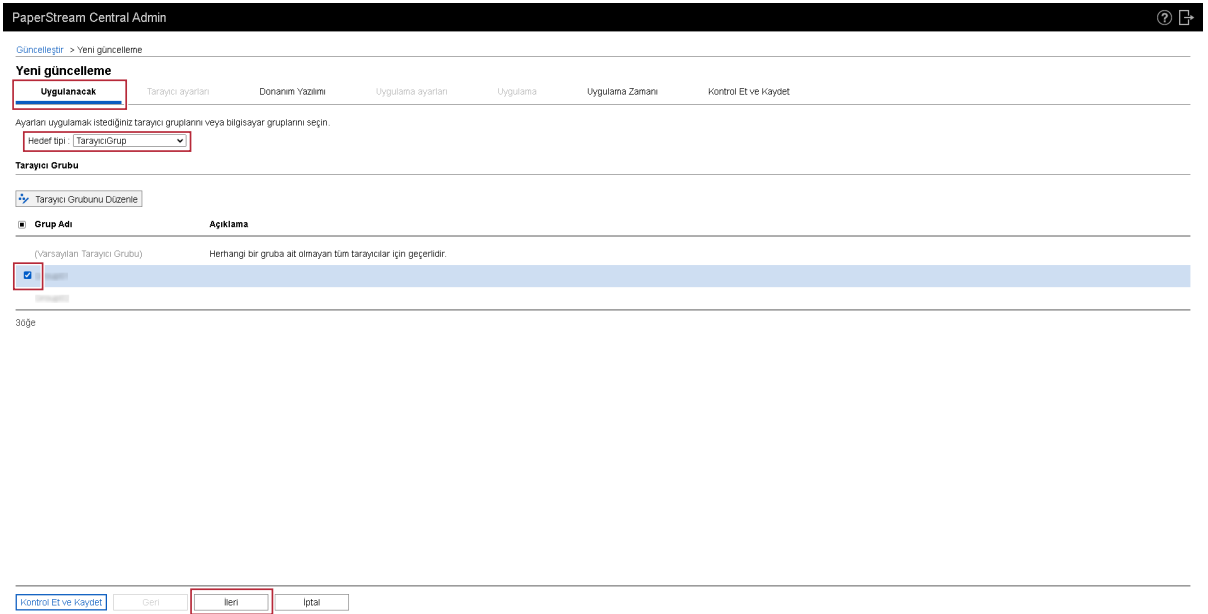 PaperStream Central Admin
Güncelleştir > Yeni güncelleme
Yeni güncelleme
Uygulanacak Tarayıcı ayarları Donanım Yazılımı Uygulama ayarları Uygulama Uygulama Zamanı Kontrol Et ve Kaydet
Ayarları uygulamak istediğiniz tarayıcı gruplarını veya bilgisayar gruplarını seçin.
Hedef tipi : TarayıcıGrup
Tarayıcı Grubu
Tarayıcı Grubunu Düzenle
Grup Adı Açıklama
(Varsayılan Tarayıcı Grubu) Herhangi bir gruba ait olmayan tüm tarayıcılar için geçerlidir.
3öğe
Kontrol Et ve Kaydet Geri İleri İptal